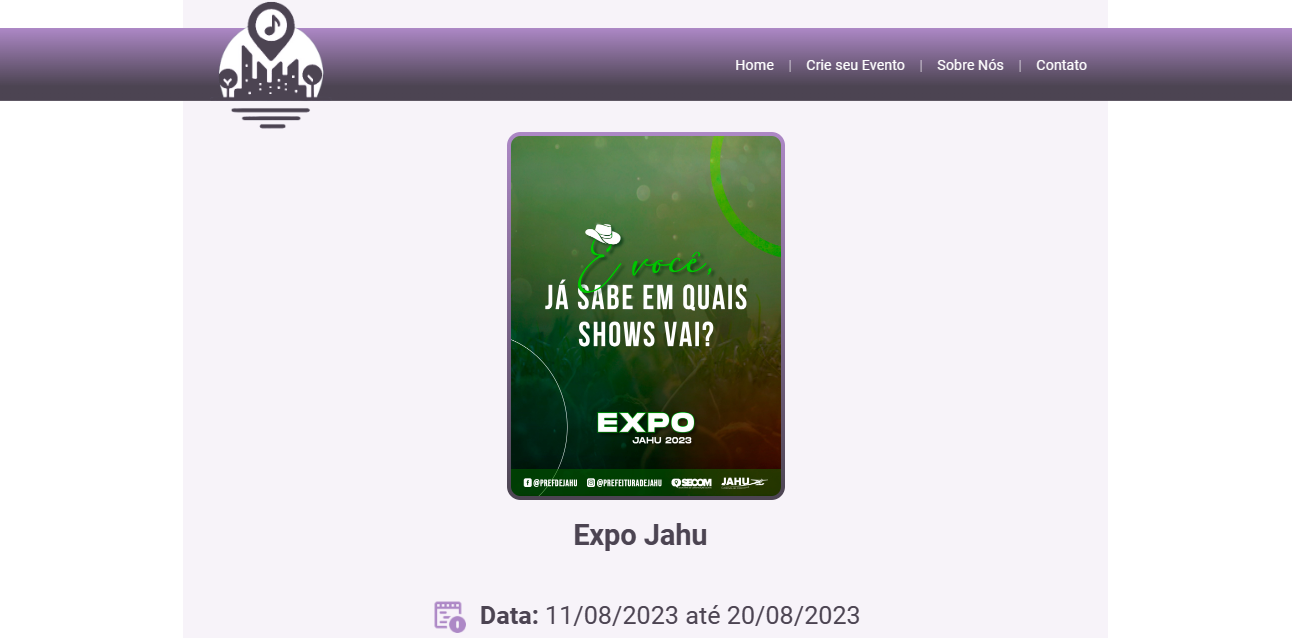 Home | Crie seu Evento | Sobre Nós | Contato
E você,
JÁ SABE EM QUAIS
SHOWS VAI?
EXPO
JAHU 2023
@PREFDEJAHU @PREFEITURADEJAHU SECOM JAHU
Expo Jahu
Data: 11/08/2023 até 20/08/2023